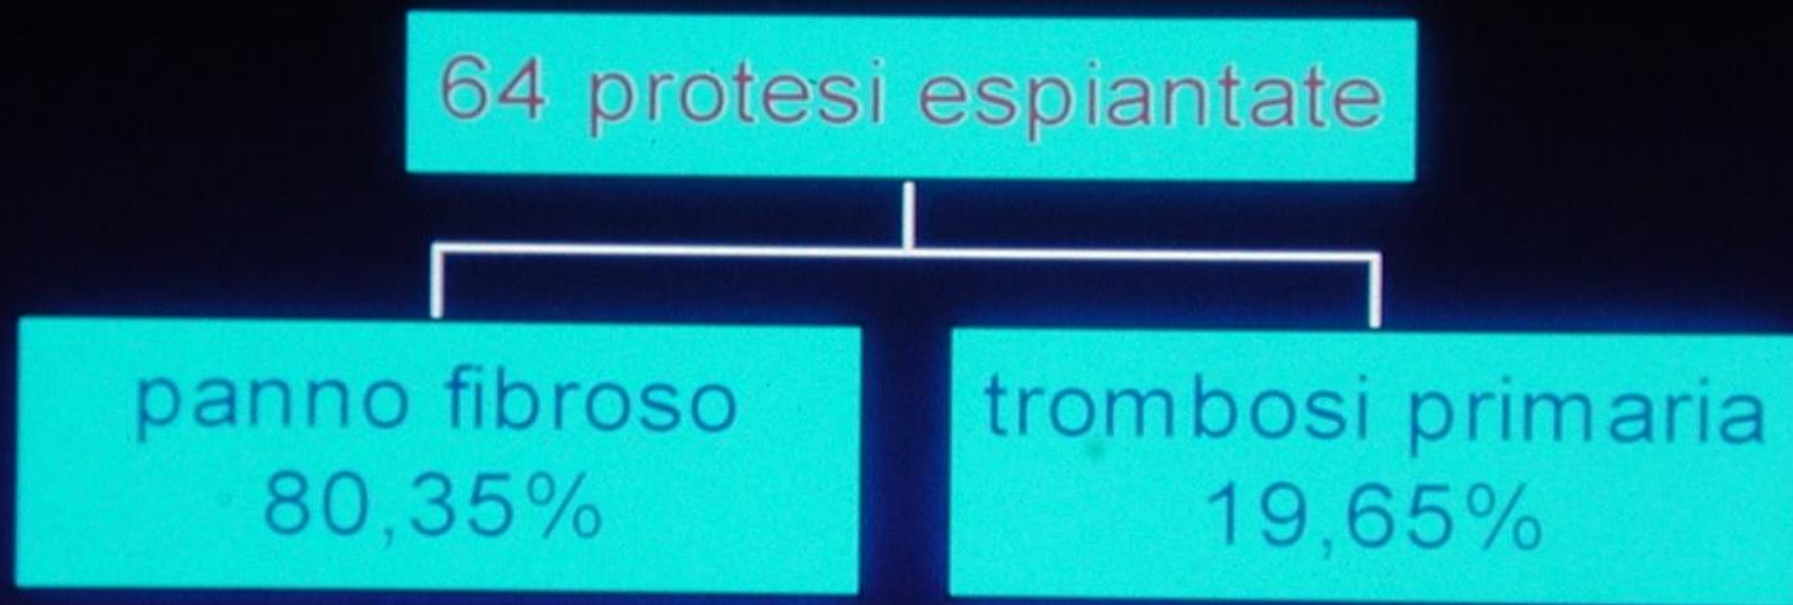 64 protesi espiantate
panno fibroso
80,35%
trombosi primaria
19,65%